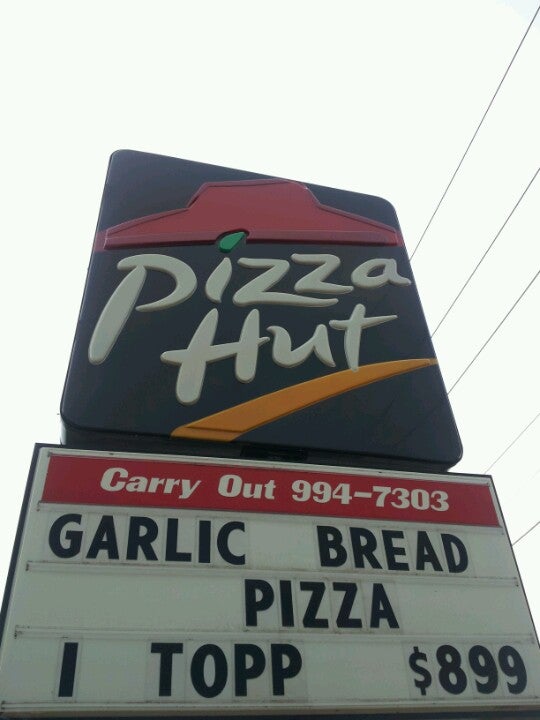 Pizza
Hut
Carry Out 994-7303
GARLIC BREAD
PIZZA
1 TOPP $899